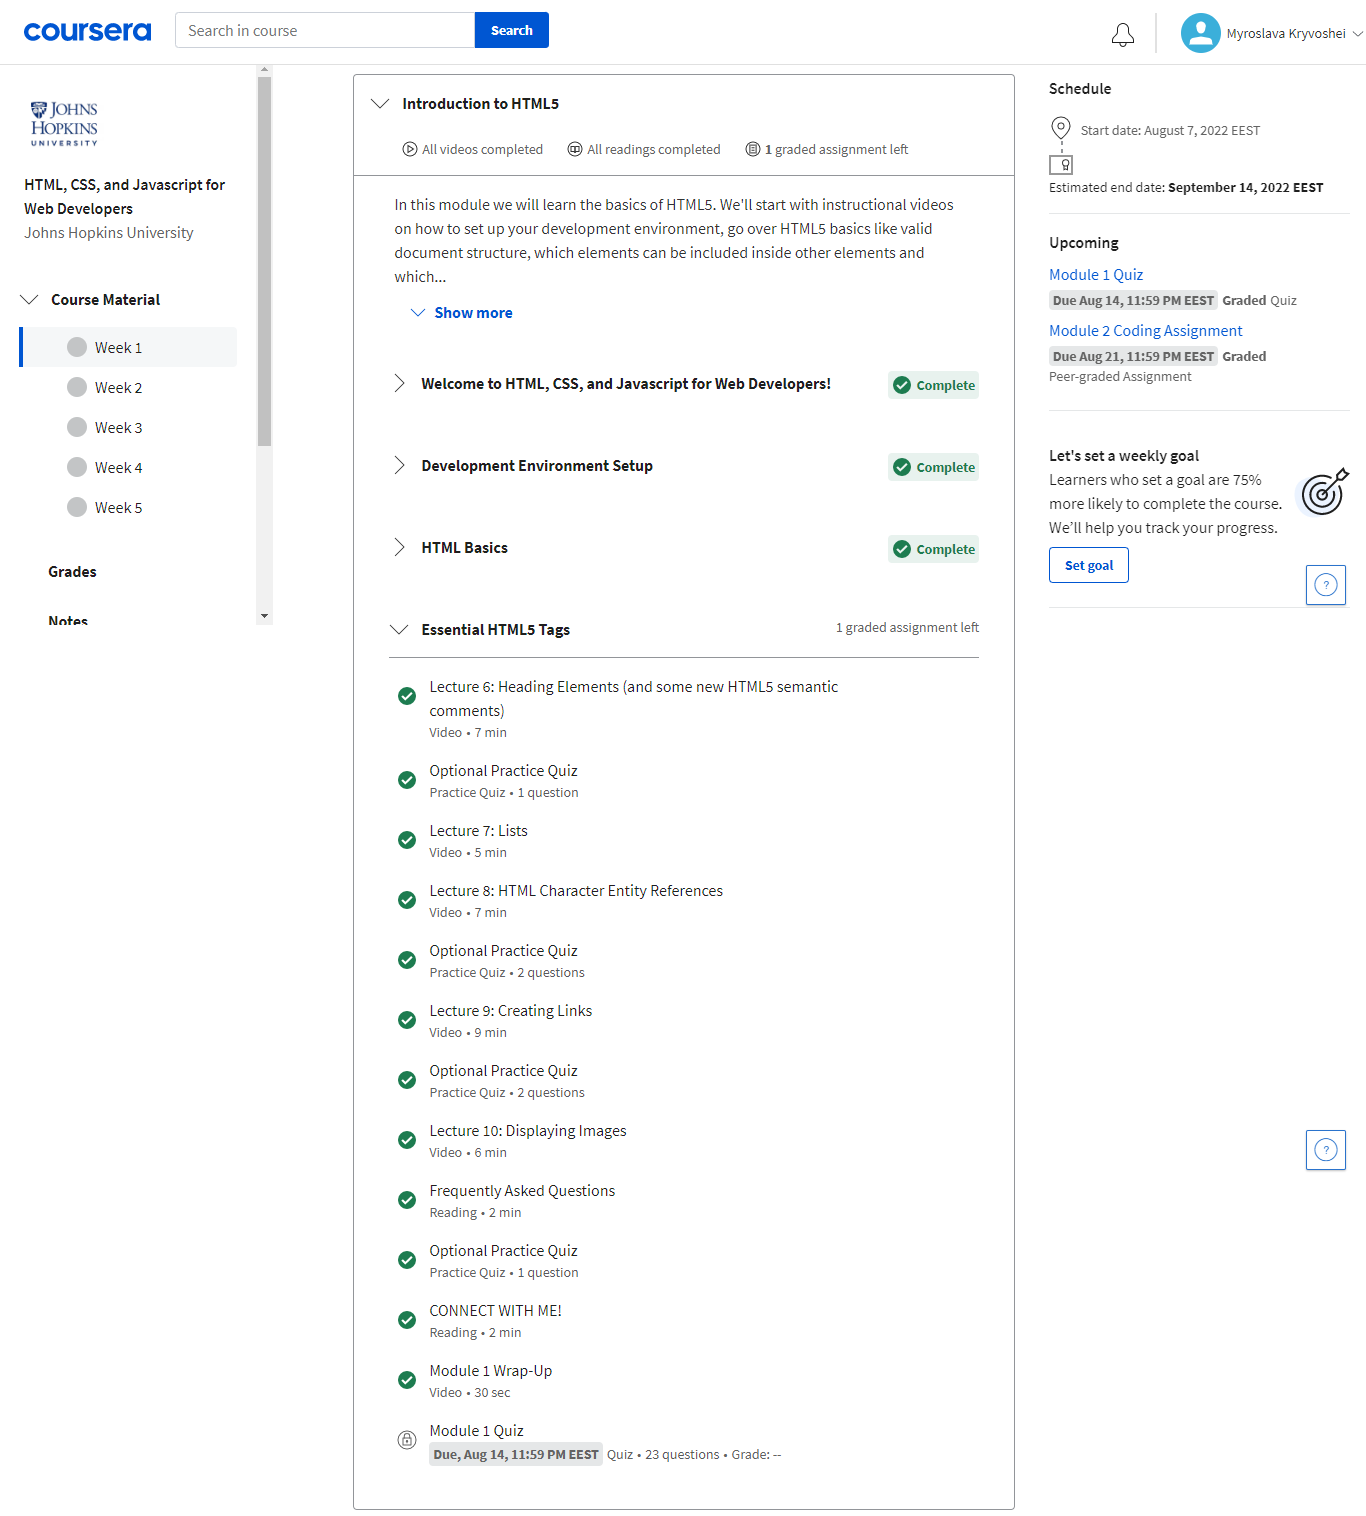 coursera
Search in course
Search
Myroslava Kryvoshei
JOHNS
HOPKINS
UNIVERSITY
HTML, CSS, and Javascript for
Web Developers
Johns Hopkins University
Course Material
Week 1
Week 2
Week 3
Week 4
Week 5
Grades
Notes
Introduction to HTML5
All videos completed
All readings completed
1 graded assignment left
In this module we will learn the basics of HTML5. We'll start with instructional videos
on how to set up your development environment, go over HTML5 basics like valid
document structure, which elements can be included inside other elements and
which...
Show more
Welcome to HTML, CSS, and Javascript for Web Developers!
Complete
Development Environment Setup
Complete
HTML Basics
Complete
Essential HTML5 Tags
1 graded assignment left
Lecture 6: Heading Elements (and some new HTML5 semantic
comments)
Video • 7 min
Optional Practice Quiz
Practice Quiz • 1 question
Lecture 7: Lists
Video • 5 min
Lecture 8: HTML Character Entity References
Video • 7 min
Optional Practice Quiz
Practice Quiz • 2 questions
Lecture 9: Creating Links
Video • 9 min
Optional Practice Quiz
Practice Quiz • 2 questions
Lecture 10: Displaying Images
Video • 6 min
Frequently Asked Questions
Reading • 2 min
Optional Practice Quiz
Practice Quiz • 1 question
CONNECT WITH ME!
Reading • 2 min
Module 1 Wrap-Up
Video • 30 sec
Module 1 Quiz
Due, Aug 14, 11:59 PM EEST Quiz • 23 questions • Grade: --
Schedule
Start date: August 7, 2022 EEST
Estimated end date: September 14, 2022 EEST
Upcoming
Module 1 Quiz
Due Aug 14, 11:59 PM EEST Graded Quiz
Module 2 Coding Assignment
Due Aug 21, 11:59 PM EEST Graded
Peer-graded Assignment
Let's set a weekly goal
Learners who set a goal are 75%
more likely to complete the course.
We’ll help you track your progress.
Set goal
?
?